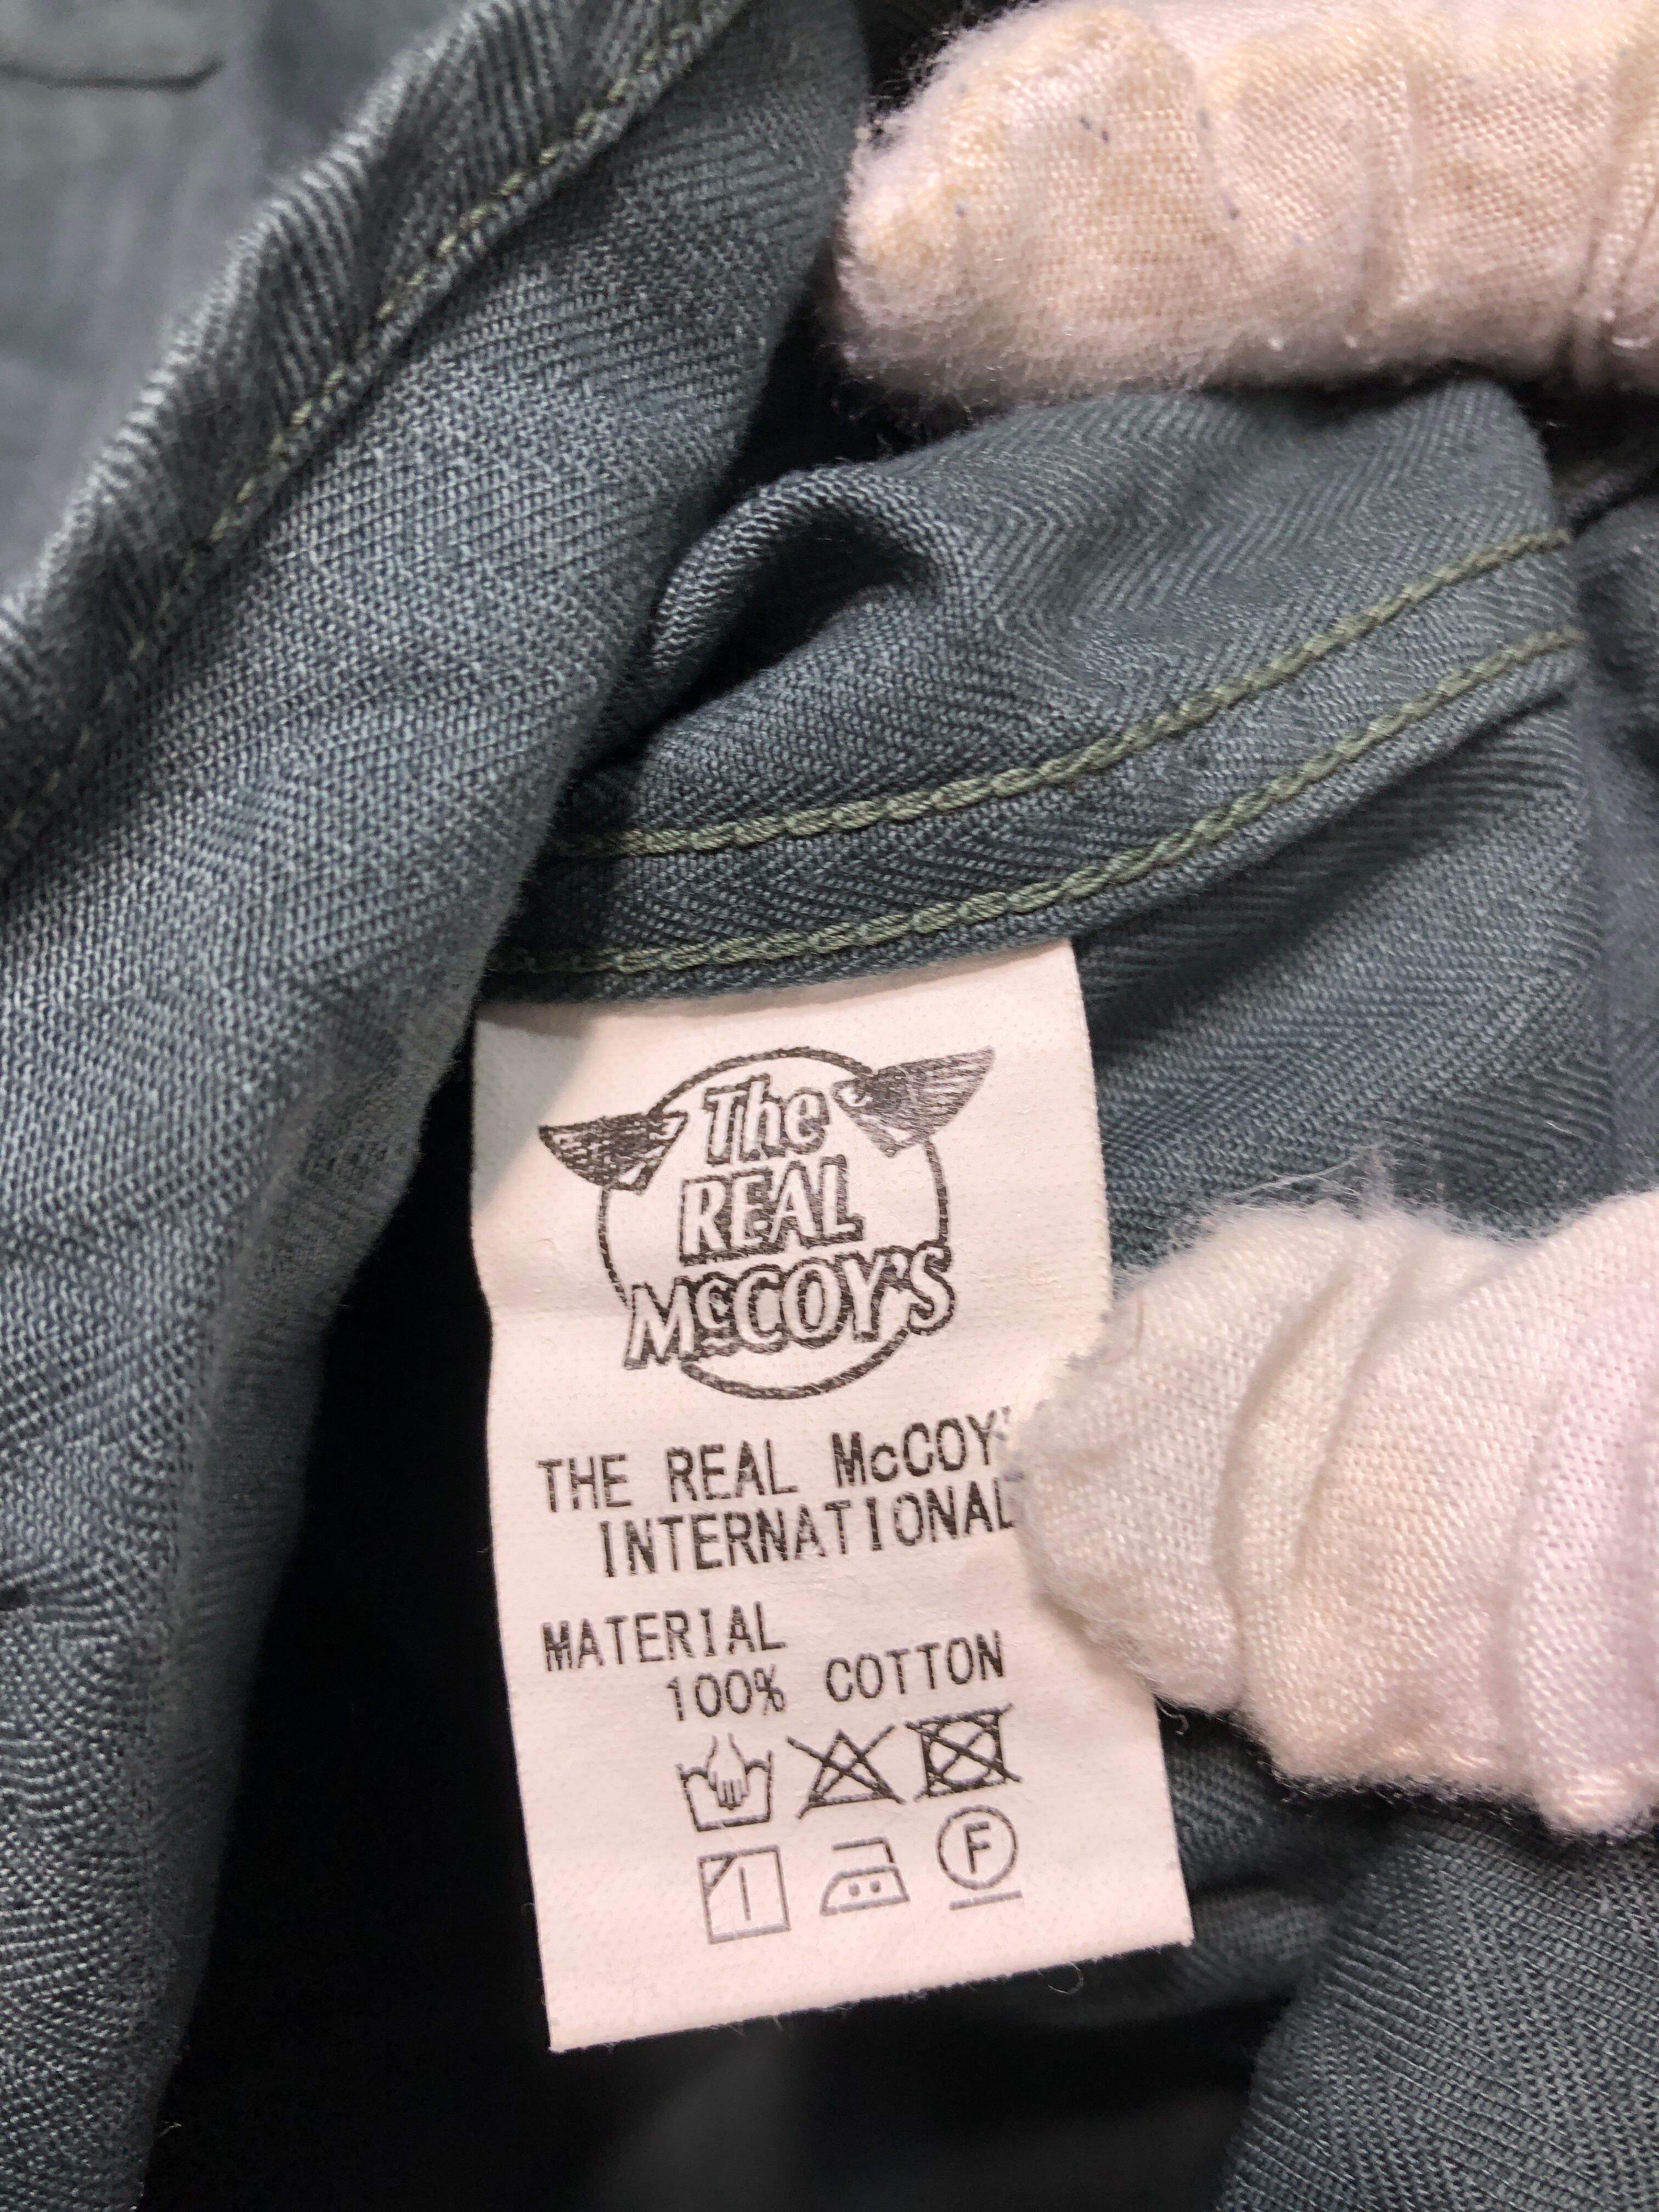 The
REAL
McCOY'S
THE REAL McCOY'
INTERNATIONAL
MATERIAL
100% COTTON
F